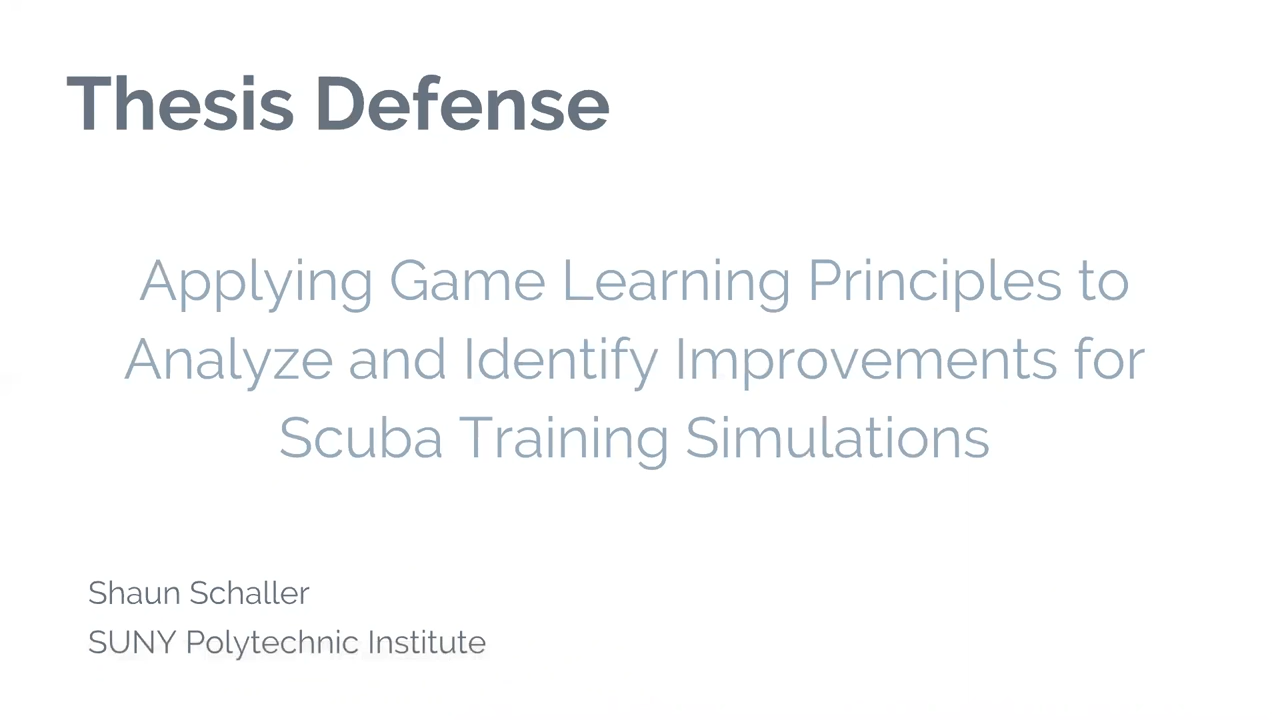 Thesis Defense
Applying Game Learning Principles to
Analyze and Identify Improvements for
Scuba Training Simulations
Shaun Schaller
SUNY Polytechnic Institute